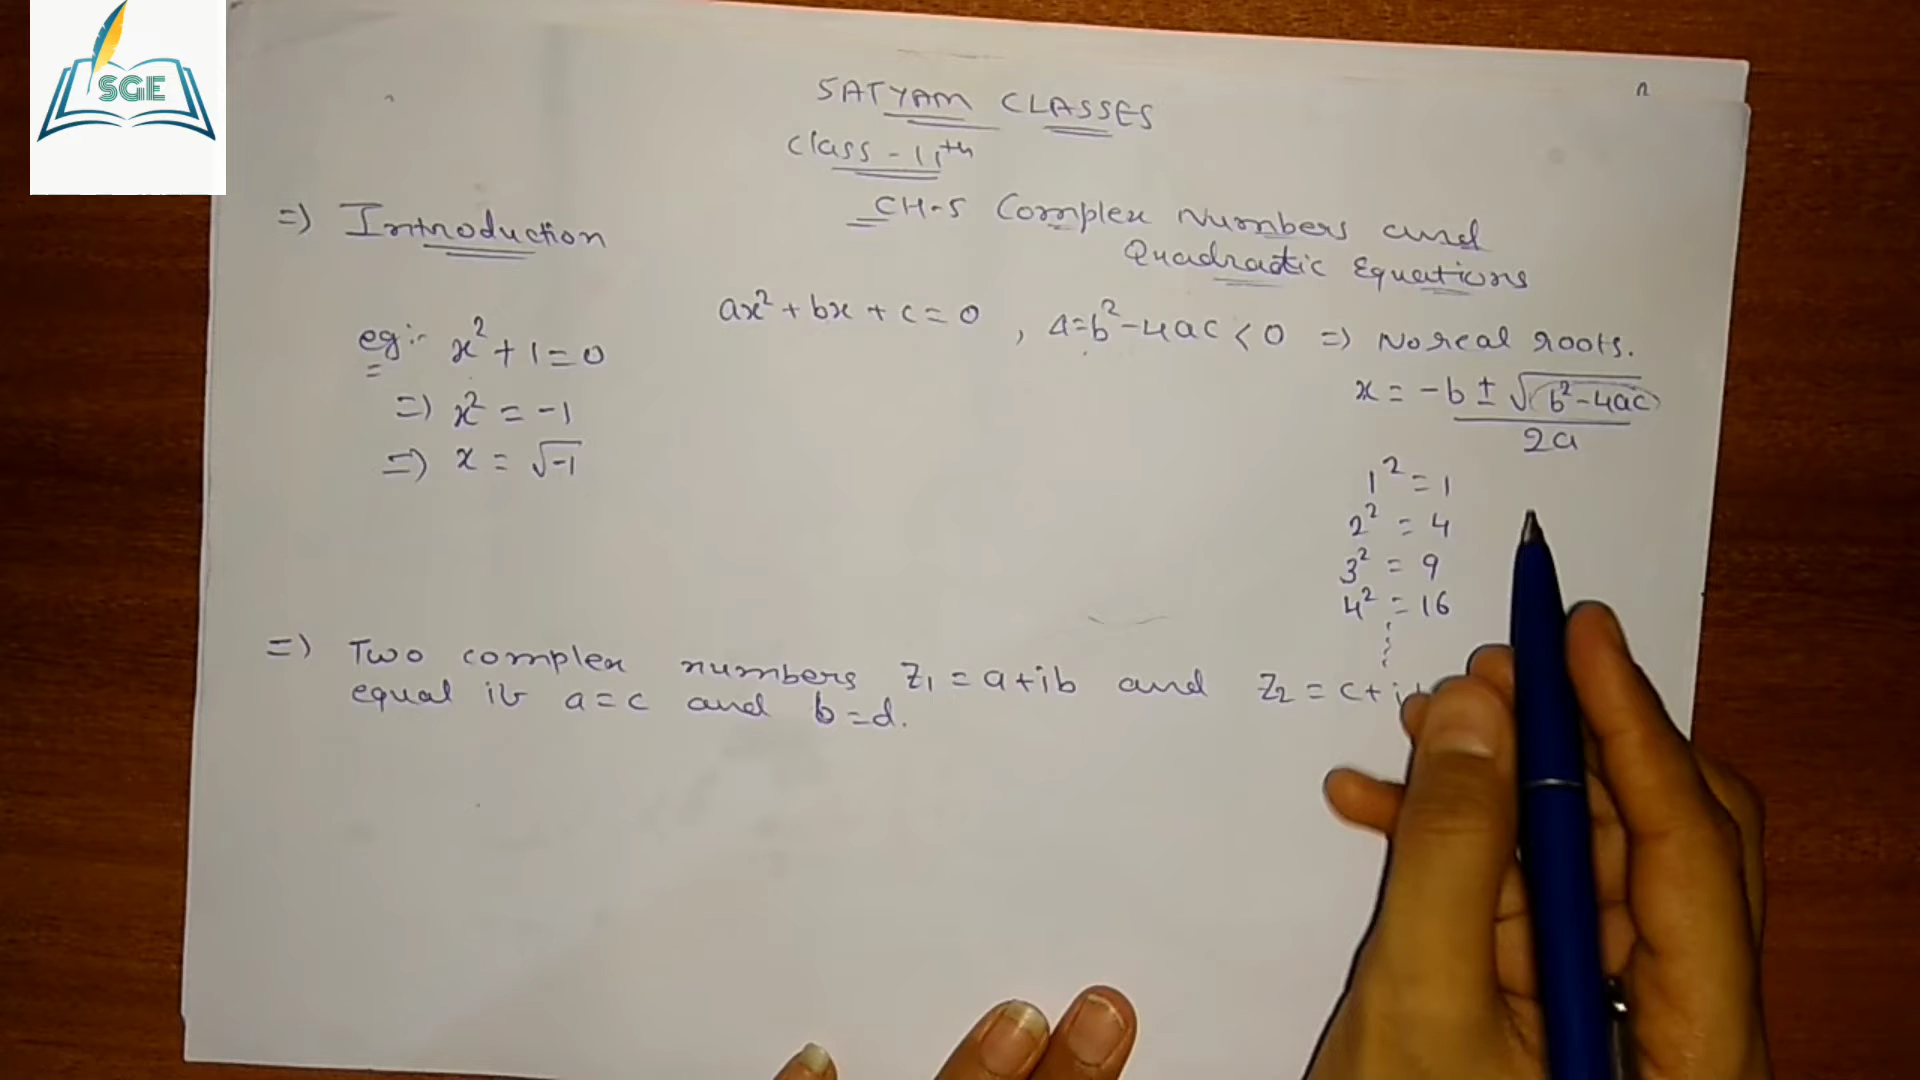 SGE
SATYAM CLASSES
Class - 11th
CH-5 Complex Numbers and
Quadractic Equations
=) Introduction
ax² + bx + c = 0 , Δ=b²-4ac < 0 =) No real roots.
eg:- x² + 1 = 0
=) x² = -1
=) x = √-1
x = -b ± √b²-4ac
2a
1² = 1
2² = 4
3² = 9
4² = 16
=) Two complex numbers Z₁ = a+ib and Z₂ = c+i
equal if a=c and b=d.